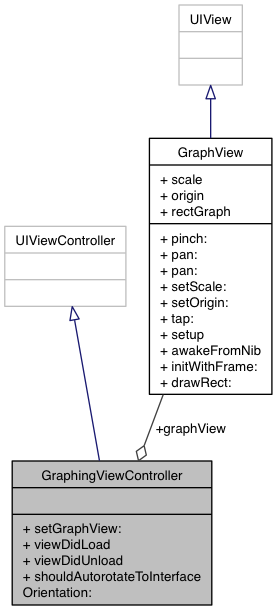 UIView
GraphView
+ scale
+ origin
+ rectGraph
+ pinch:
+ pan:
+ pan:
+ setScale:
+ setOrigin:
+ tap:
+ setup
+ awakeFromNib
+ initWithFrame:
+ drawRect:
UIViewController
+graphView
GraphingViewController
+ setGraphView:
+ viewDidLoad
+ viewDidUnload
+ shouldAutorotateToInterface
Orientation: